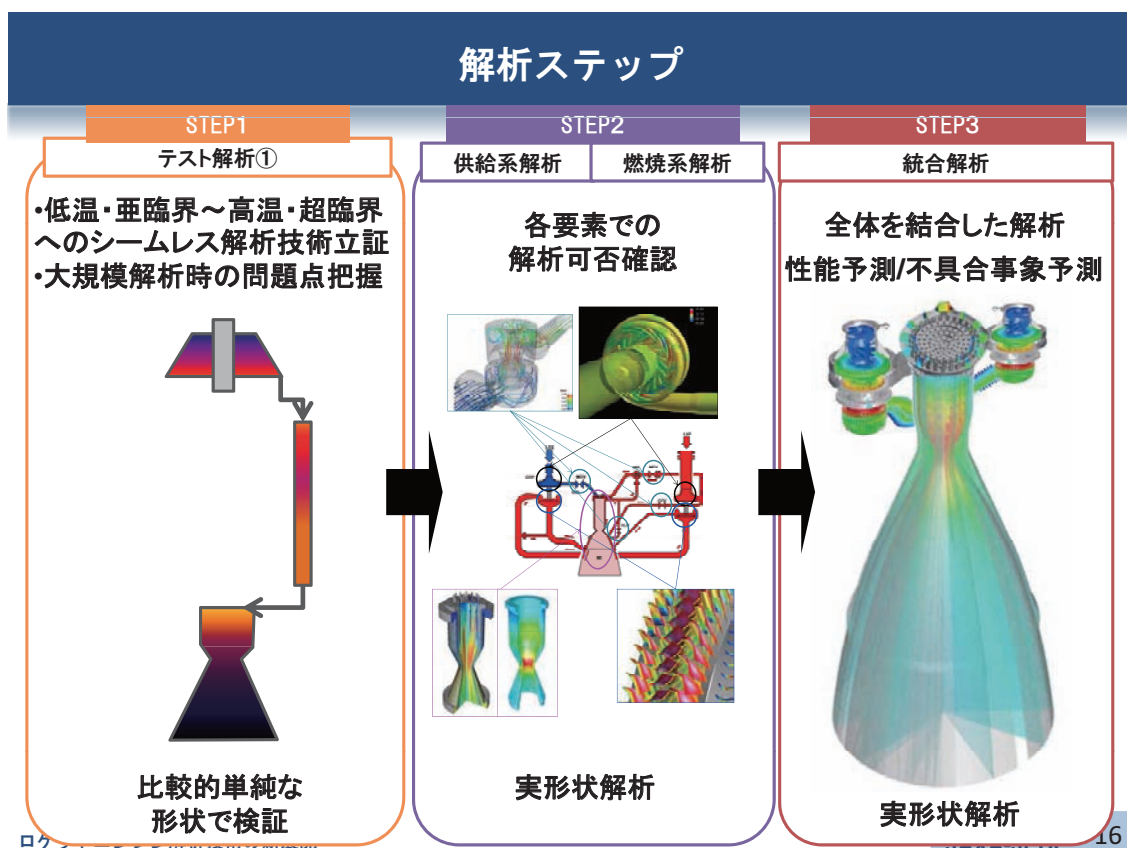 解析ステップ
STEP1
テスト解析①
・低温・亜臨界～高温・超臨界
へのシームレス解析技術立証
・大規模解析時の問題点把握
比較的単純な
形状で検証
STEP2
供給系解析
燃焼系解析
各要素での
解析可否確認
実形状解析
STEP3
統合解析
全体を結合した解析
性能予測/不具合事象予測
実形状解析
16